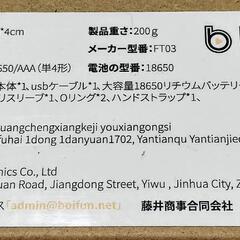 *4cm
製品重さ:200g
メーカー型番:FT03
650/AAA(単4形)
電池の型番:18650
体*1、usbケーブル*1、大容量18650リチウムバッテリ
リスリーブ*1、Oリング*2、ハンドストラップ*1、
uangchengxiangkeji youxiangongsi
fuhai 1dong 1danyuan1702, Yantianqu Yantianjiec
ics Co., Ltd
uan Road, Jiangdong Street, Yiwu , Jinhua City, Z
ス「admin@boifun.net」
藤井商事合同会社
b